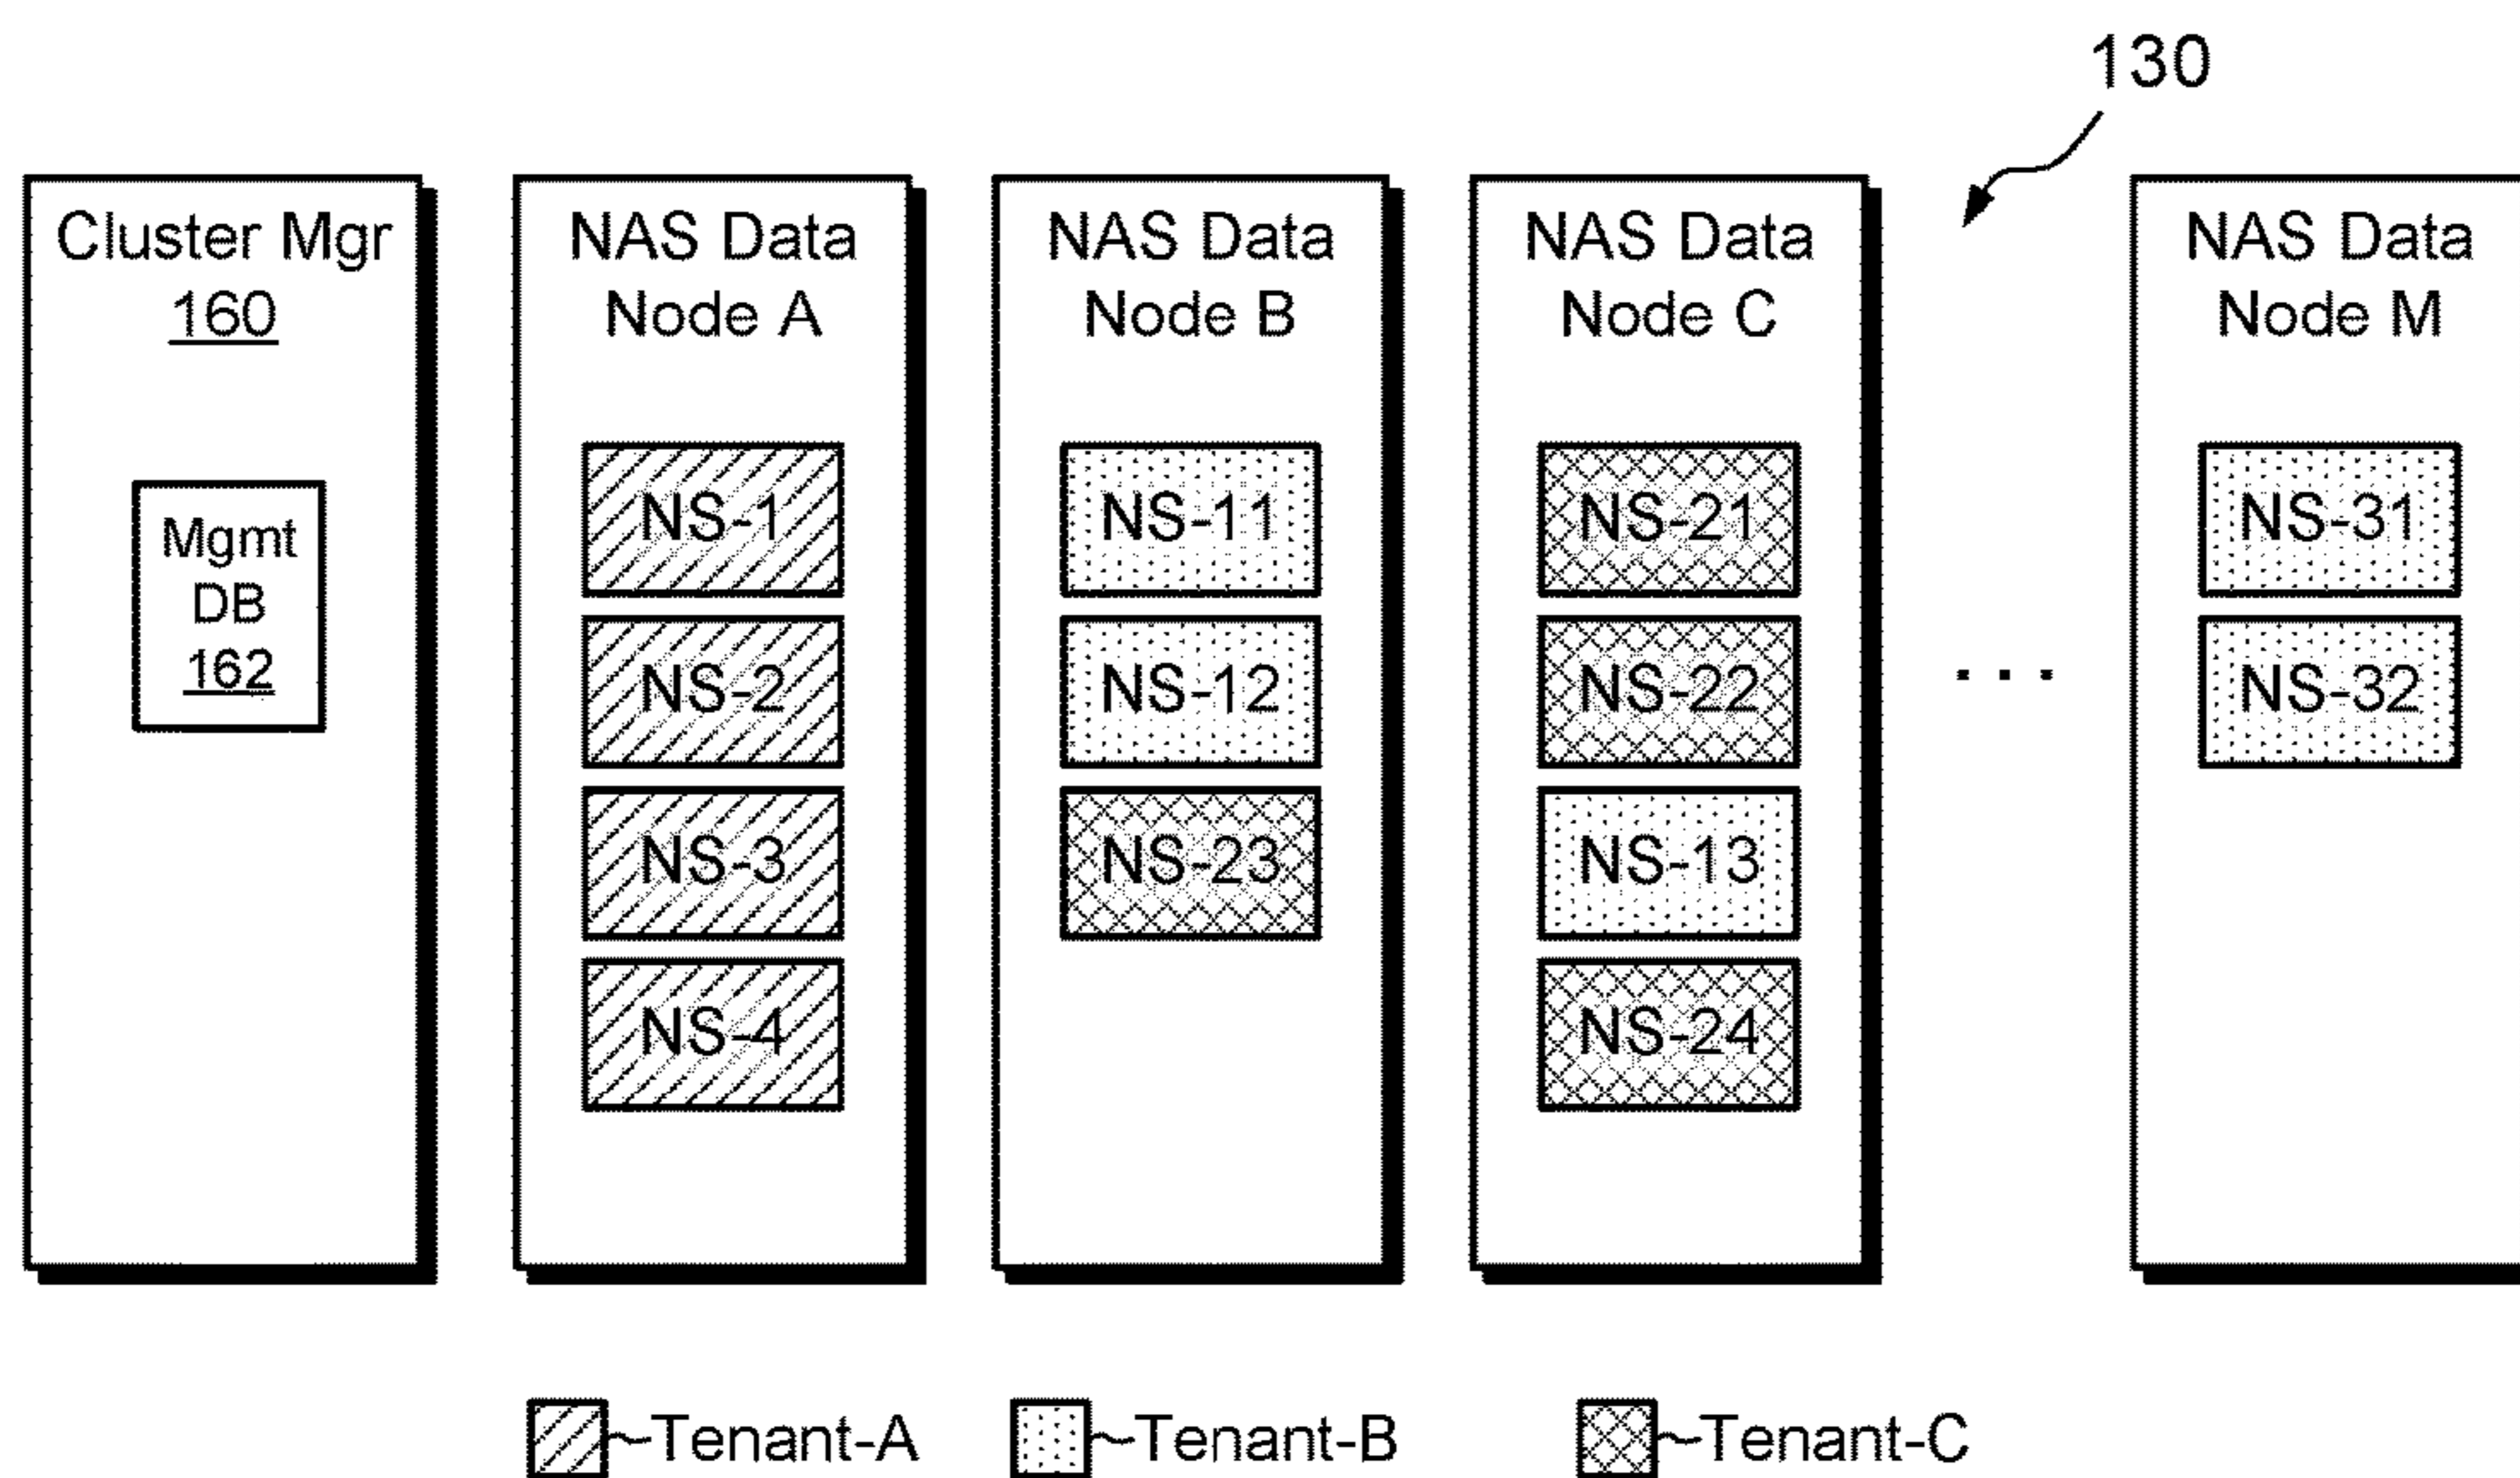 130
Cluster Mgr
160
Mgmt
DB
162
NAS Data
Node A
NS-1
NS-2
NS-3
NS-4
NAS Data
Node B
NS-11
NS-12
NS-23
NAS Data
Node C
NS-21
NS-22
NS-13
NS-24
...
NAS Data
Node M
NS-31
NS-32
Tenant-A
Tenant-B
Tenant-C